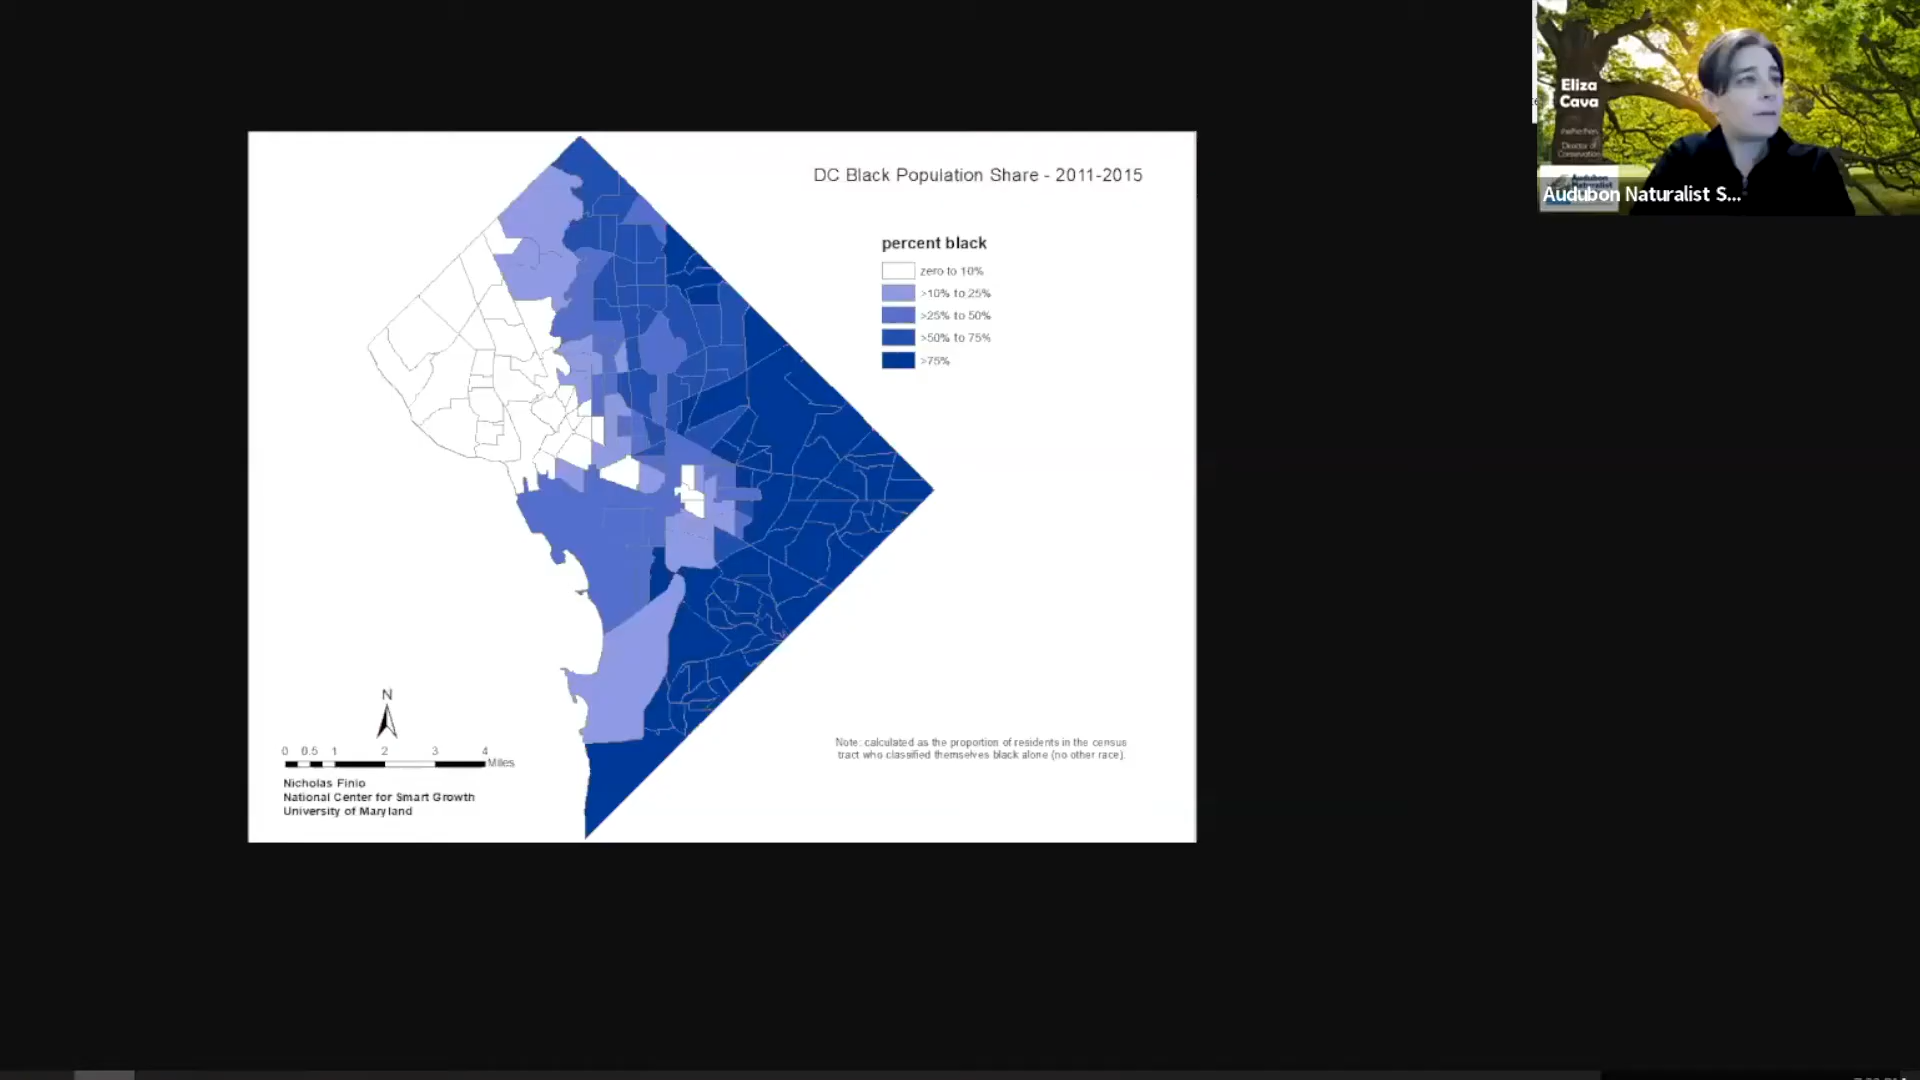 DC Black Population Share - 2011-2015
percent black
zero to 10%
>10% to 25%
>25% to 50%
>50% to 75%
>75%
N
0 0.5 1 2 3 4
Miles
Nicholas Finio
National Center for Smart Growth
University of Maryland
Note: calculated as the proportion of residents in the census
tract who classified themselves black alone (no other race).
Eliza
Cava
Director of
Conservation
Audubon Naturalist S...